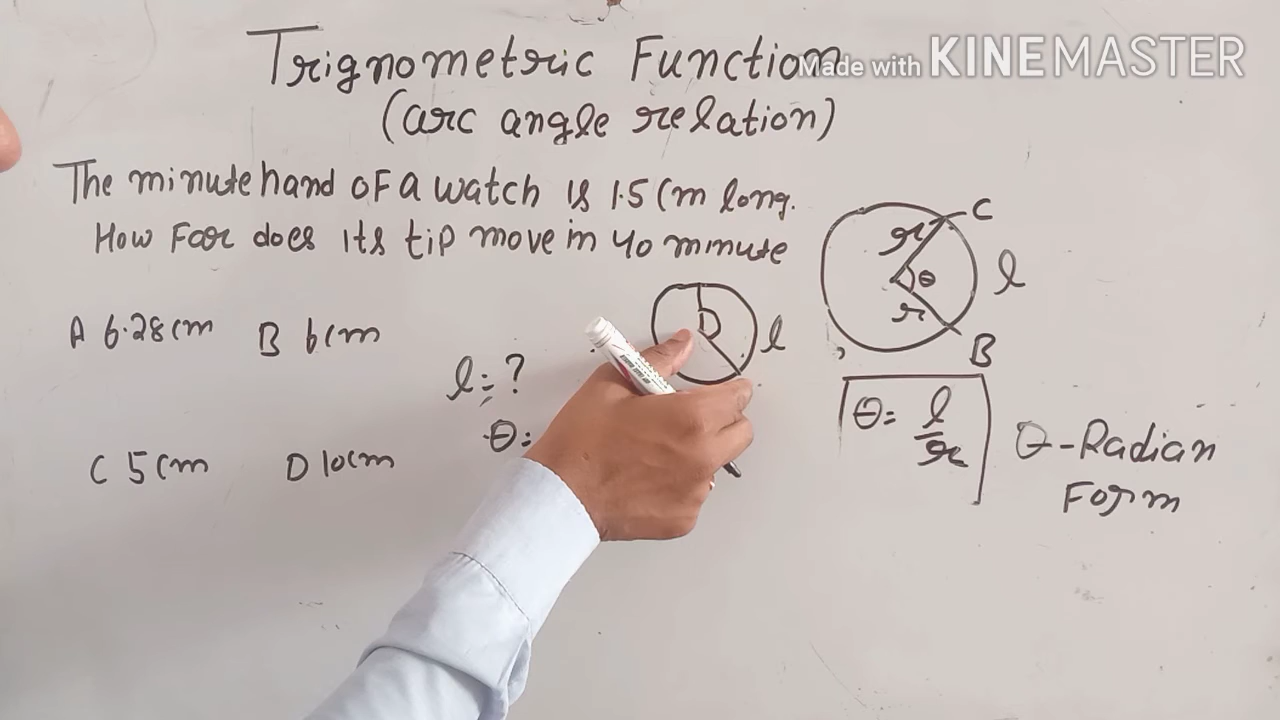 Trignometric Function
Made with KINEMASTER
(arc angle relation)
The minute hand OF a watch is 1.5 Cm long.
How Far does Its tip move in 40 minute
A 6.28 Cm B 6 Cm
C 5 Cm D 10 Cm
l = ?
θ =
l
C
r
θ
l
r
B
θ = l/r
θ - Radian
Form